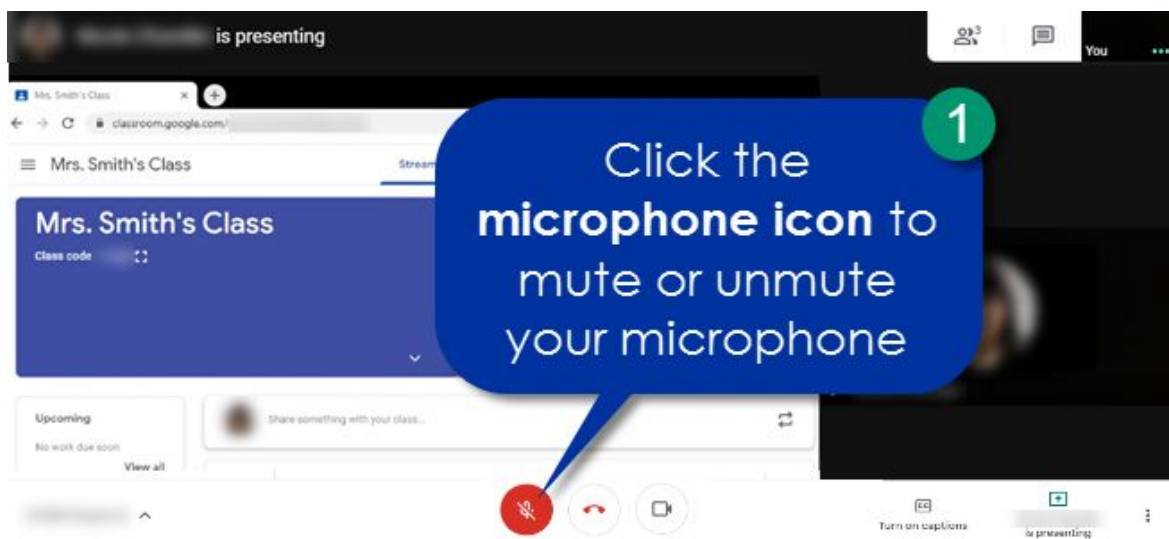 is presenting
3
You
Mrs. Smith's Class
classroom.google.com/
Mrs. Smith's Class
Stream
Mrs. Smith's Class
Class code
1
Click the
microphone icon to
mute or unmute
your microphone
Upcoming
No work due soon
View all
Share something with your class...
Turn on captions
is presenting